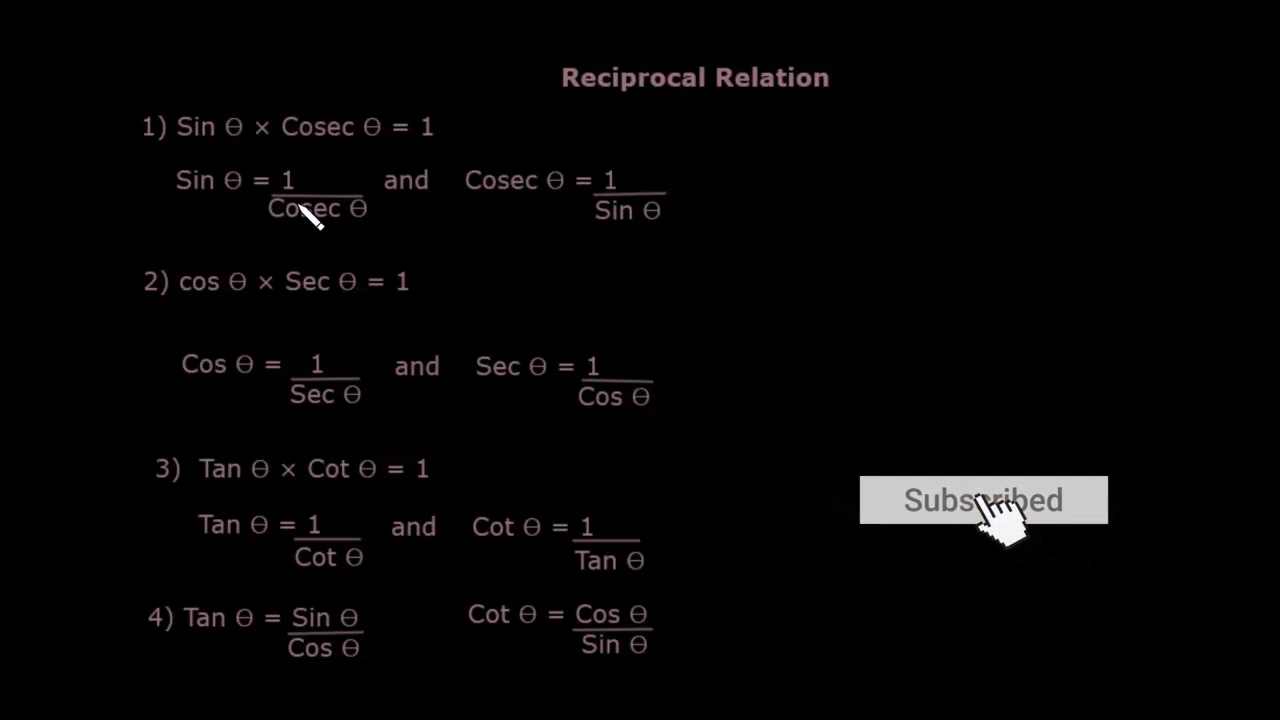 Reciprocal Relation
1) Sin Θ × Cosec Θ = 1
Sin Θ = 1 and Cosec Θ = 1
Cosec Θ Sin Θ
2) cos Θ × Sec Θ = 1
Cos Θ = 1 and Sec Θ = 1
Sec Θ Cos Θ
3) Tan Θ × Cot Θ = 1
Tan Θ = 1 and Cot Θ = 1
Cot Θ Tan Θ
Subscribed
4) Tan Θ = Sin Θ Cot Θ = Cos Θ
Cos Θ Sin Θ